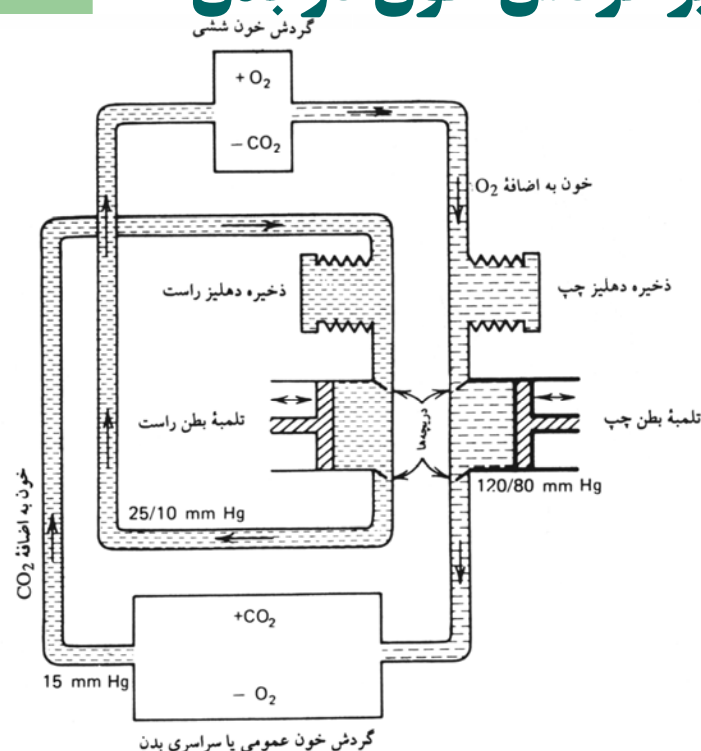 گردش خون ششی
+ O₂
− CO₂
خون به اضافهٔ O₂
ذخیره دهلیز راست
ذخیره دهلیز چپ
تلمبهٔ بطن راست
دریچه‌ها
تلمبهٔ بطن چپ
25/10 mm Hg
120/80 mm Hg
خون به اضافهٔ CO₂
+CO₂
− O₂
15 mm Hg
گردش خون عمومی یا سراسری بدن